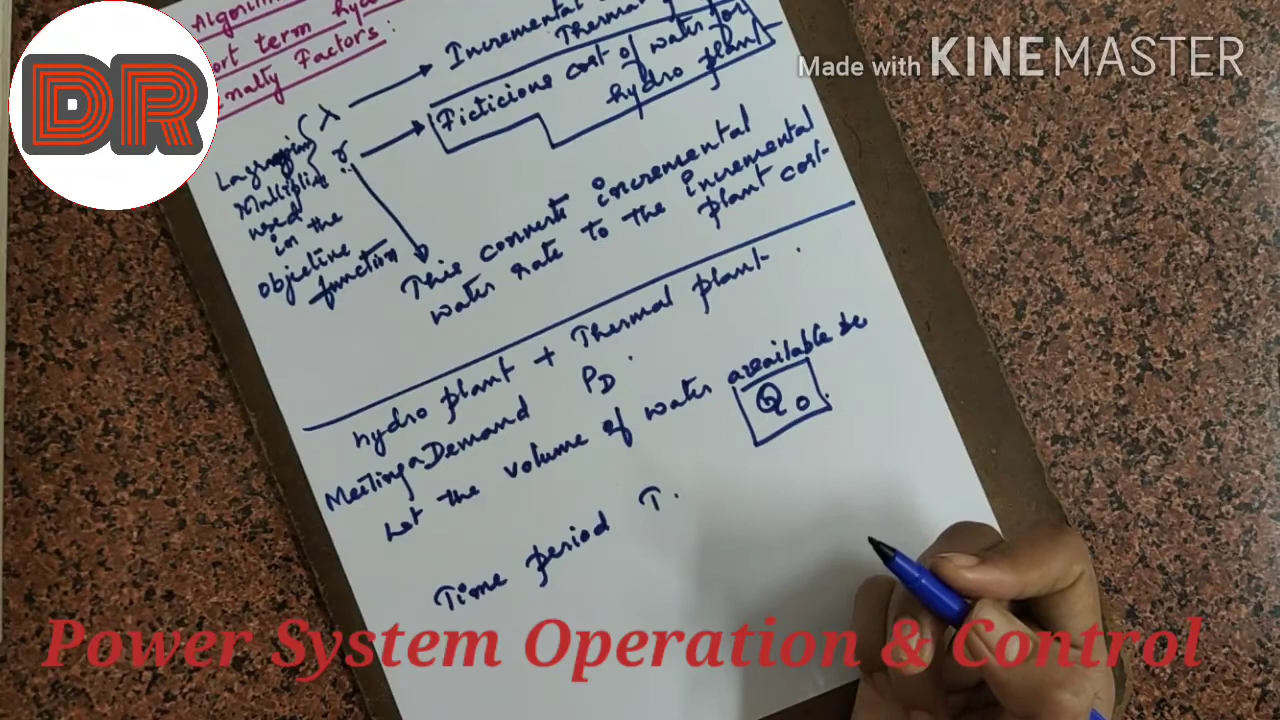 Algorithm
ort term hyd
nalty Factors:
DR
Made with KINEMASTER
Incremental
Thermal
λ
Ficticious cost of water for
hydro plant
Lagrangian
Multiplier
used
in the
objective
function
γ
This converts incremental
water rate to the incremental
plant cost
hydro plant + Thermal plant.
Meeting a Demand PD.
Let the volume of water available be
Q0.
Time period T.
Power System Operation & Control